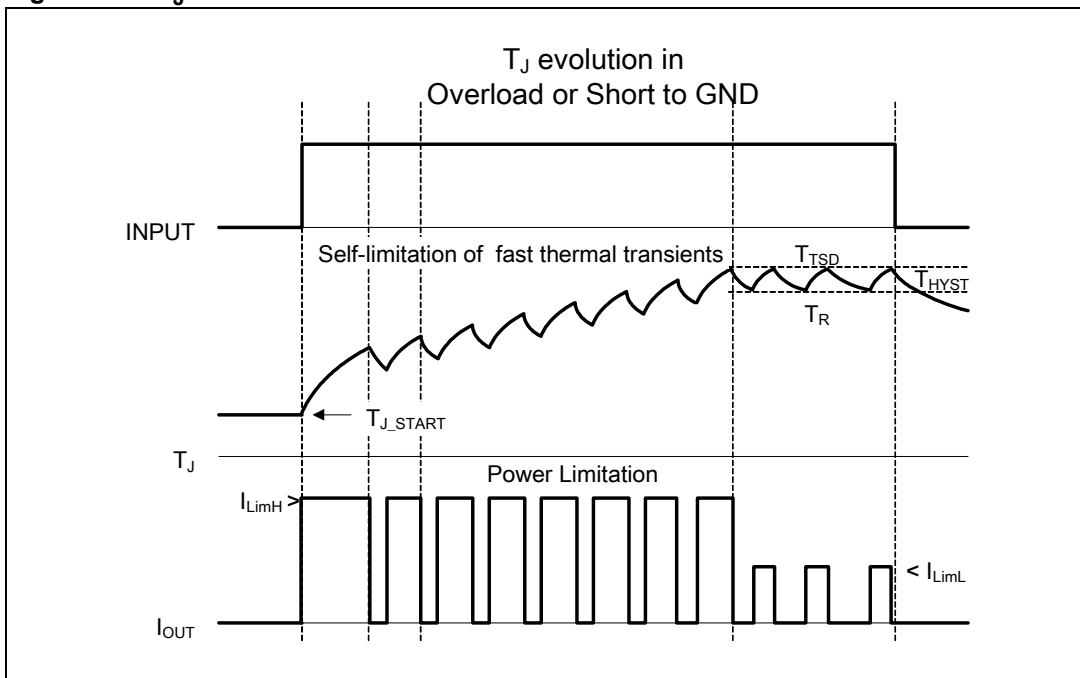 T_J evolution in
Overload or Short to GND
INPUT
Self-limitation of fast thermal transients
T_TSD
T_HYST
T_R
T_J_START
T_J
Power Limitation
I_LimH >
< I_LimL
I_OUT